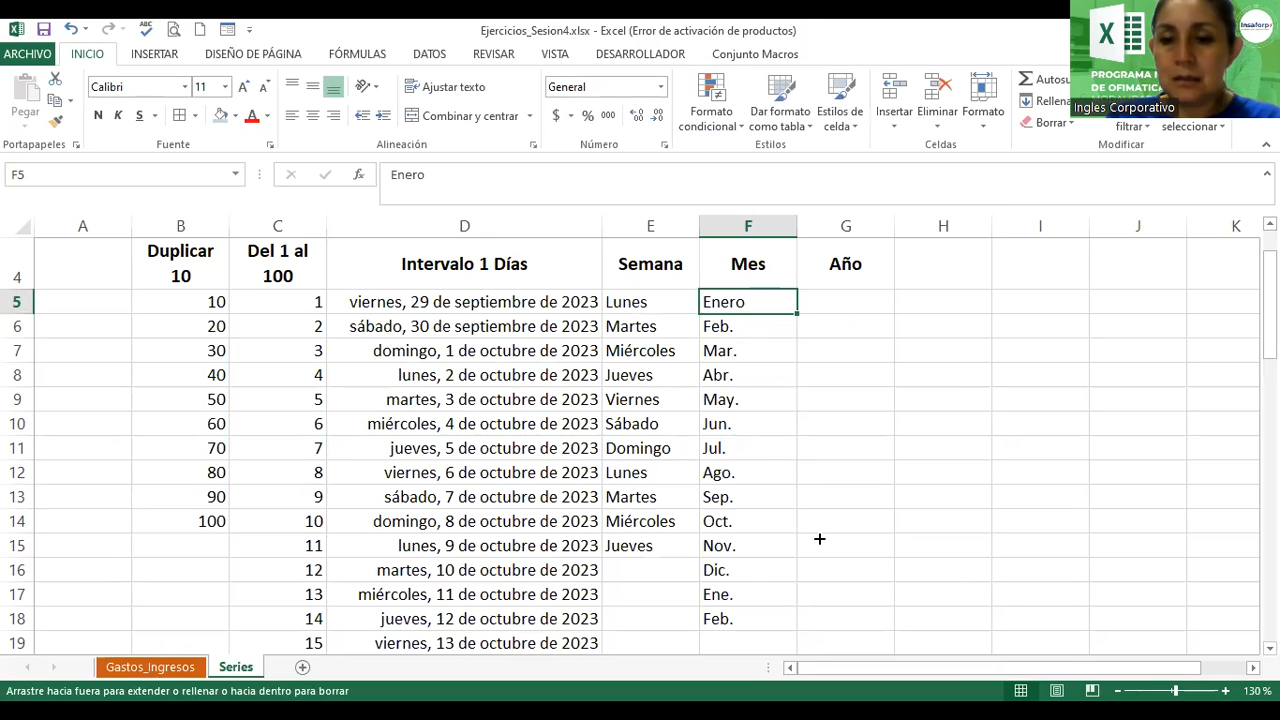 Ejercicios_Sesion4.xlsx - Excel (Error de activación de productos)
ARCHIVO INICIO INSERTAR DISEÑO DE PÁGINA FÓRMULAS DATOS REVISAR VISTA DESARROLLADOR Conjunto Macros
Insaforp
PROGRAMA
DE OFIMATICA
Ingles Corporativo
Pegar
Calibri 11
N K S
Ajustar texto
Combinar y centrar
General
$ % 000
Formato condicional
Dar formato como tabla
Estilos de celda
Insertar
Eliminar
Formato
Autosu
Rellena
Borrar
filtrar
seleccionar
Portapapeles Fuente Alineación Número Estilos Celdas Modificar
F5 fx Enero
A B C D E F G H I J K
4 Duplicar 10 Del 1 al 100 Intervalo 1 Días Semana Mes Año
5 10 1 viernes, 29 de septiembre de 2023 Lunes Enero
6 20 2 sábado, 30 de septiembre de 2023 Martes Feb.
7 30 3 domingo, 1 de octubre de 2023 Miércoles Mar.
8 40 4 lunes, 2 de octubre de 2023 Jueves Abr.
9 50 5 martes, 3 de octubre de 2023 Viernes May.
10 60 6 miércoles, 4 de octubre de 2023 Sábado Jun.
11 70 7 jueves, 5 de octubre de 2023 Domingo Jul.
12 80 8 viernes, 6 de octubre de 2023 Lunes Ago.
13 90 9 sábado, 7 de octubre de 2023 Martes Sep.
14 100 10 domingo, 8 de octubre de 2023 Miércoles Oct.
15 11 lunes, 9 de octubre de 2023 Jueves Nov.
16 12 martes, 10 de octubre de 2023 Dic.
17 13 miércoles, 11 de octubre de 2023 Ene.
18 14 jueves, 12 de octubre de 2023 Feb.
19 15 viernes, 13 de octubre de 2023
Gastos_Ingresos Series
Arrastre hacia fuera para extender o rellenar o hacia dentro para borrar
130 %